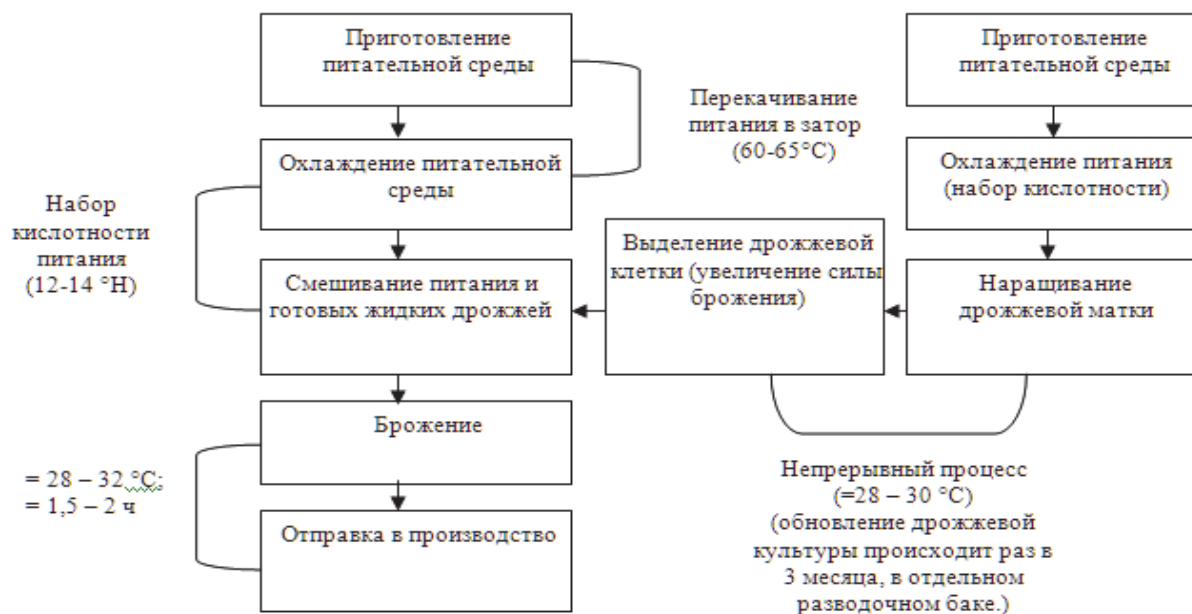 Приготовление
питательной среды
Охлаждение питательной
среды
Смешивание питания и
готовых жидких дрожжей
Брожение
Отправка в производство
Набор
кислотности
питания
(12-14 °Н)
= 28 – 32 °С;
= 1,5 – 2 ч
Перекачивание
питания в затор
(60-65°С)
Выделение дрожжевой
клетки (увеличение силы
брожения)
Приготовление
питательной среды
Охлаждение питания
(набор кислотности)
Наращивание
дрожжевой матки
Непрерывный процесс
(=28 – 30 °С)
(обновление дрожжевой
культуры происходит раз в
3 месяца, в отдельном
разводочном баке.)